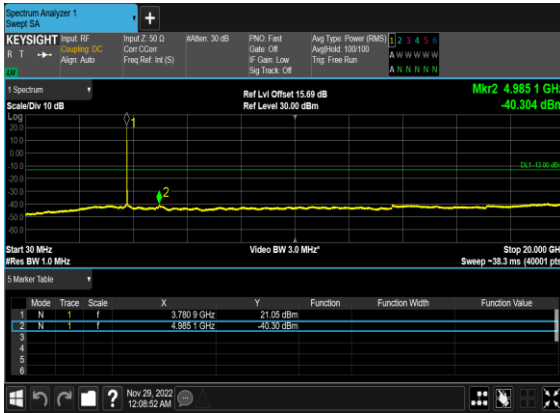 Spectrum Analyzer 1
Swept SA
+
KEYSIGHT
R T
Input: RF
Coupling: DC
Align: Auto
Input Z: 50 Ω
Corr CCorr
Freq Ref: Int (S)
#Atten: 30 dB
PNO: Fast
Gate: Off
IF Gain: Low
Sig Track: Off
Avg Type: Power (RMS)
Avg|Hold: 100/100
Trig: Free Run
1 2 3 4 5 6
A W W W W W
A N N N N N
1 Spectrum
Scale/Div 10 dB
Ref Lvl Offset 15.69 dB
Ref Level 30.00 dBm
Mkr2 4.985 1 GHz
-40.304 dBm
Log
20.0
10.0
0.00
-10.0
-20.0
-30.0
-40.0
-50.0
-60.0
1
2
DL1 -13.00 dBm
Start 30 MHz
#Res BW 1.0 MHz
Video BW 3.0 MHz*
Stop 20.000 GHz
Sweep ~38.3 ms (40001 pts)
5 Marker Table
Mode Trace Scale X Y Function Function Width Function Value
1 N 1 f 3.780 9 GHz 21.05 dBm
2 N 1 f 4.985 1 GHz -40.30 dBm
3
4
5
6
?
Nov 29, 2022
12:08:52 AM